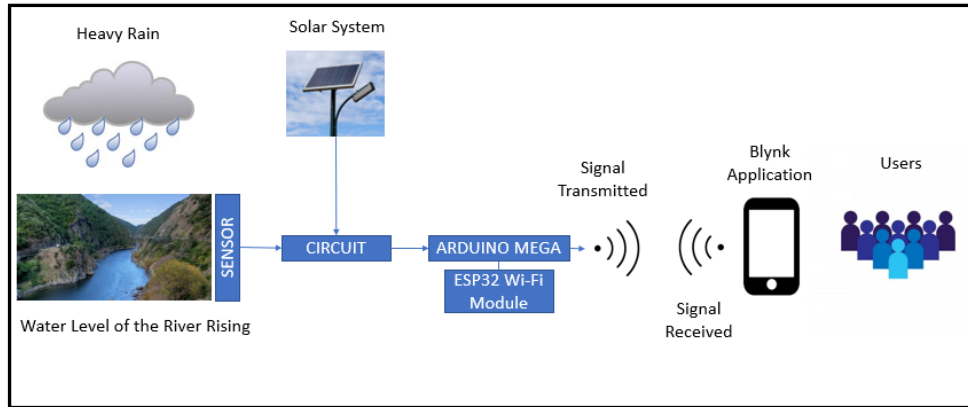 Heavy Rain
Solar System
Signal
Transmitted
Blynk
Application
Users
SENSOR
CIRCUIT
ARDUINO MEGA
ESP32 Wi-Fi
Module
Signal
Received
Water Level of the River Rising